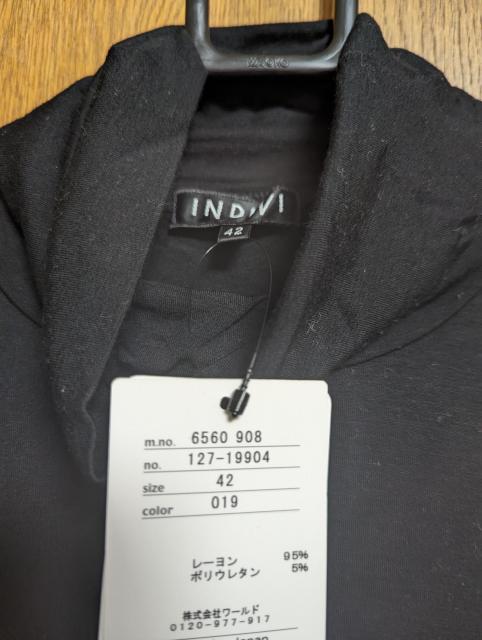 INDIVI
42
m.no. 6560 908
no. 127-19904
size 42
color 019
レーヨン 95%
ポリウレタン 5%
株式会社ワールド
0120-977-917